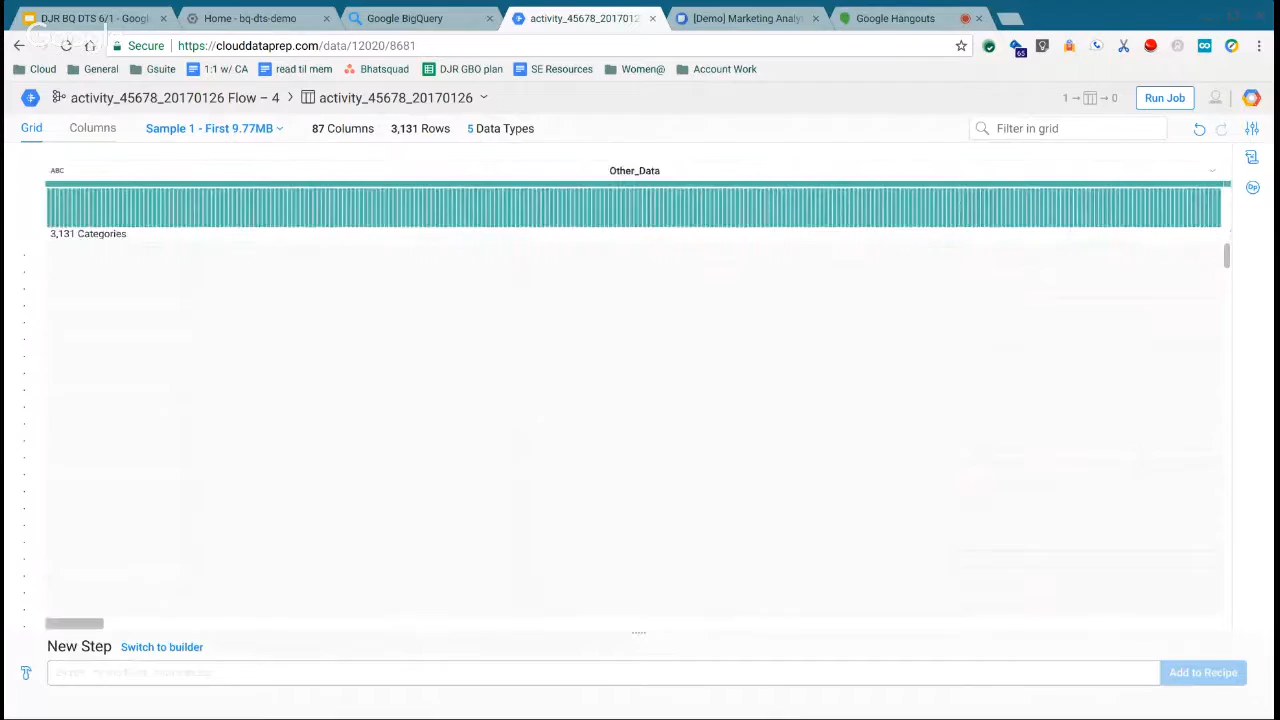 DJR BQ DTS 6/1 - Googl
Home - bq-dts-demo
Google BigQuery
activity_45678_2017012
[Demo] Marketing Analy
Google Hangouts
Secure
https://clouddataprep.com/data/12020/8681
65
Cloud
General
Gsuite
1:1 w/ CA
read til mem
Bhatsquad
DJR GBO plan
SE Resources
Women@
Account Work
activity_45678_20170126 Flow – 4
activity_45678_20170126
1 → → 0
Run Job
Grid
Columns
Sample 1 - First 9.77MB
87 Columns
3,131 Rows
5 Data Types
Filter in grid
ABC
Other_Data
3,131 Categories
New Step
Switch to builder
Add to Recipe